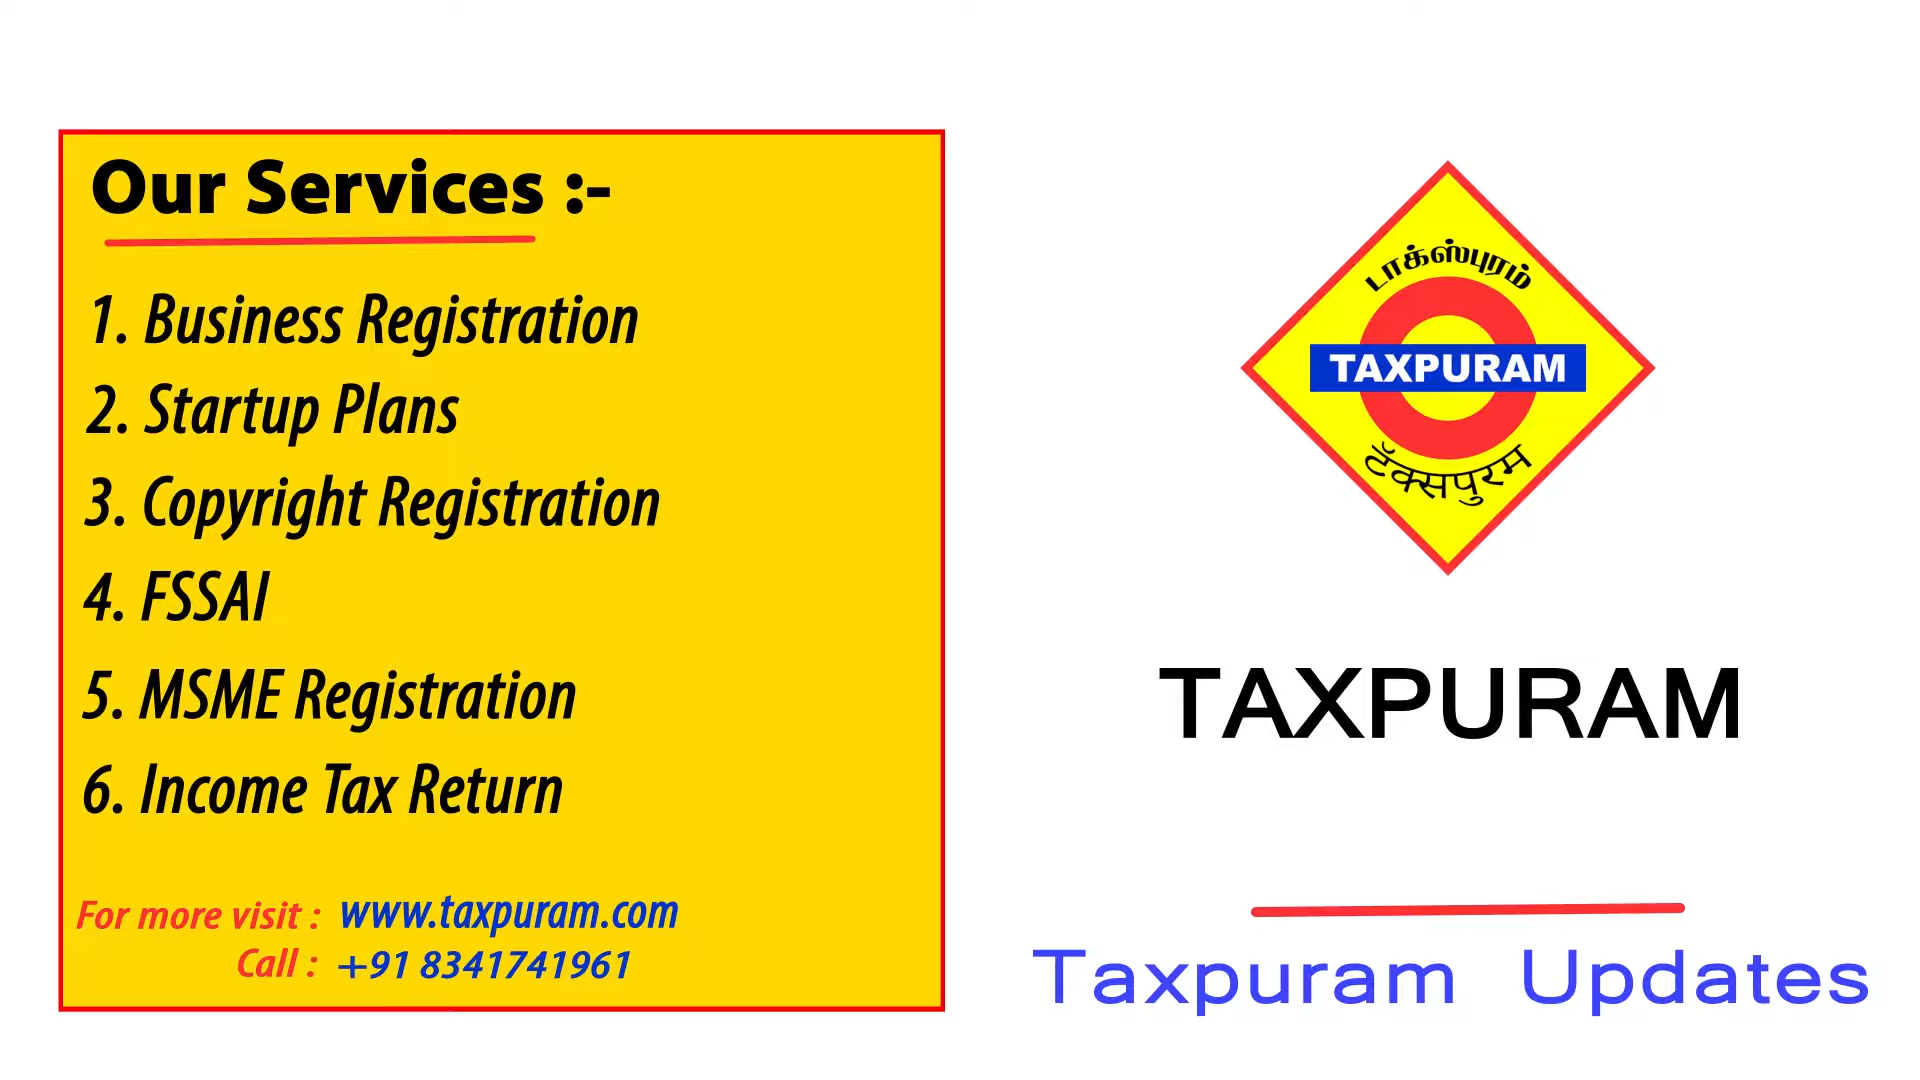 Our Services :-
1. Business Registration
2. Startup Plans
3. Copyright Registration
4. FSSAI
5. MSME Registration
6. Income Tax Return
For more visit : www.taxpuram.com
Call : +91 8341741961
டாக்ஸ்புரம்
TAXPURAM
टॅक्सपुरम
TAXPURAM
Taxpuram Updates